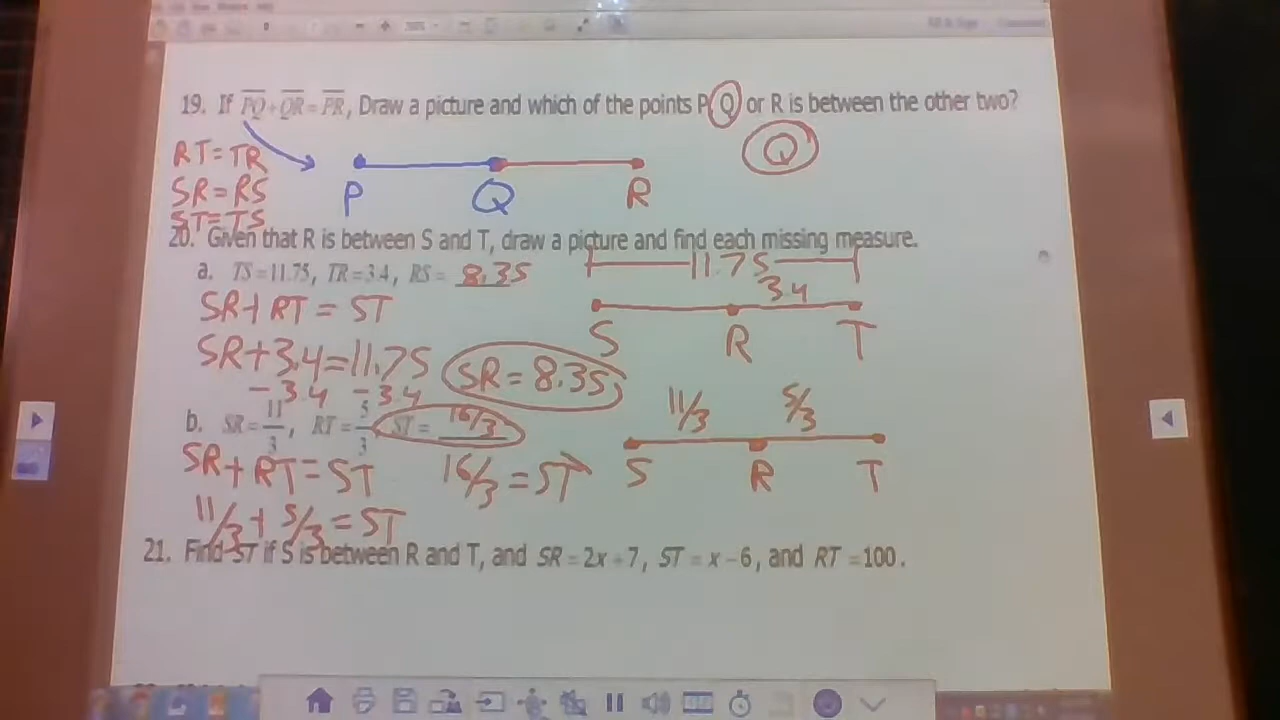 19. If PQ + QR = PR, Draw a picture and which of the points P, Q or R is between the other two?
Q
RT = TR
SR = RS
ST = TS
P Q R
20. Given that R is between S and T, draw a picture and find each missing measure.
a. TS = 11.75, TR = 3.4, RS = 8.35
11.75
3.4
S R T
SR + RT = ST
SR + 3.4 = 11.75
- 3.4 - 3.4
SR = 8.35
b. SR = 11/3, RT = 5/3, ST = 16/3
11/3 5/3
S R T
SR + RT = ST
16/3 = ST
11/3 + 5/3 = ST
21. Find ST if S is between R and T, and SR = 2x + 7, ST = x - 6, and RT = 100.